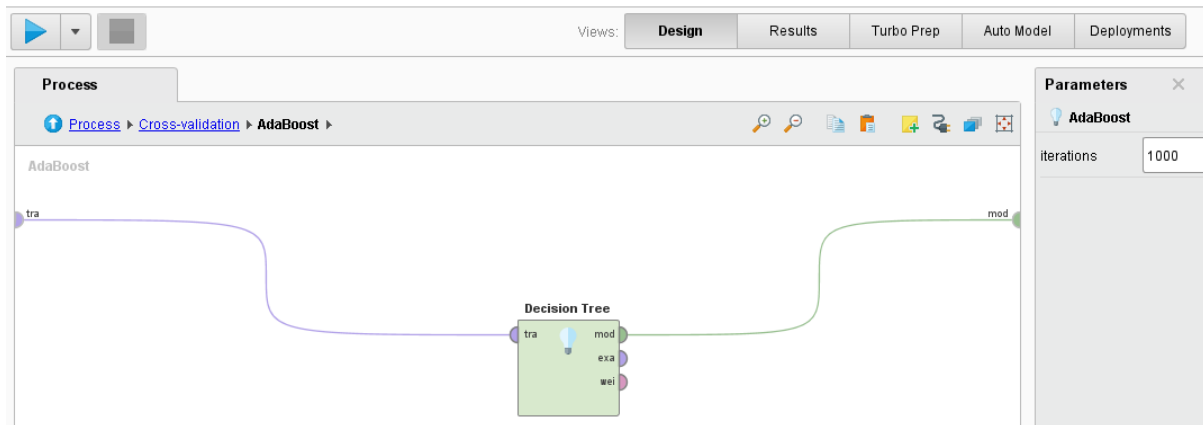 Views: Design Results Turbo Prep Auto Model Deployments
Process
Process Cross-validation AdaBoost
AdaBoost
tra
mod
Decision Tree
tra mod
exa
wei
Parameters
AdaBoost
iterations 1000